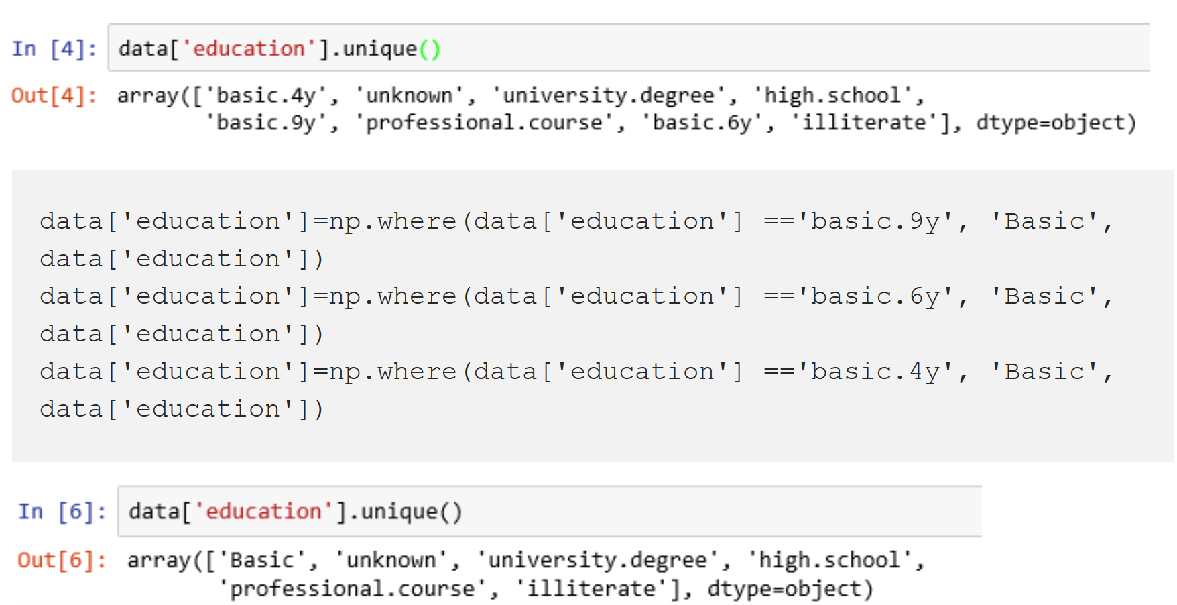 In [4]: data['education'].unique()
Out[4]: array(['basic.4y', 'unknown', 'university.degree', 'high.school',
'basic.9y', 'professional.course', 'basic.6y', 'illiterate'], dtype=object)
data['education']=np.where(data['education'] =='basic.9y', 'Basic',
data['education'])
data['education']=np.where(data['education'] =='basic.6y', 'Basic',
data['education'])
data['education']=np.where(data['education'] =='basic.4y', 'Basic',
data['education'])
In [6]: data['education'].unique()
Out[6]: array(['Basic', 'unknown', 'university.degree', 'high.school',
'professional.course', 'illiterate'], dtype=object)